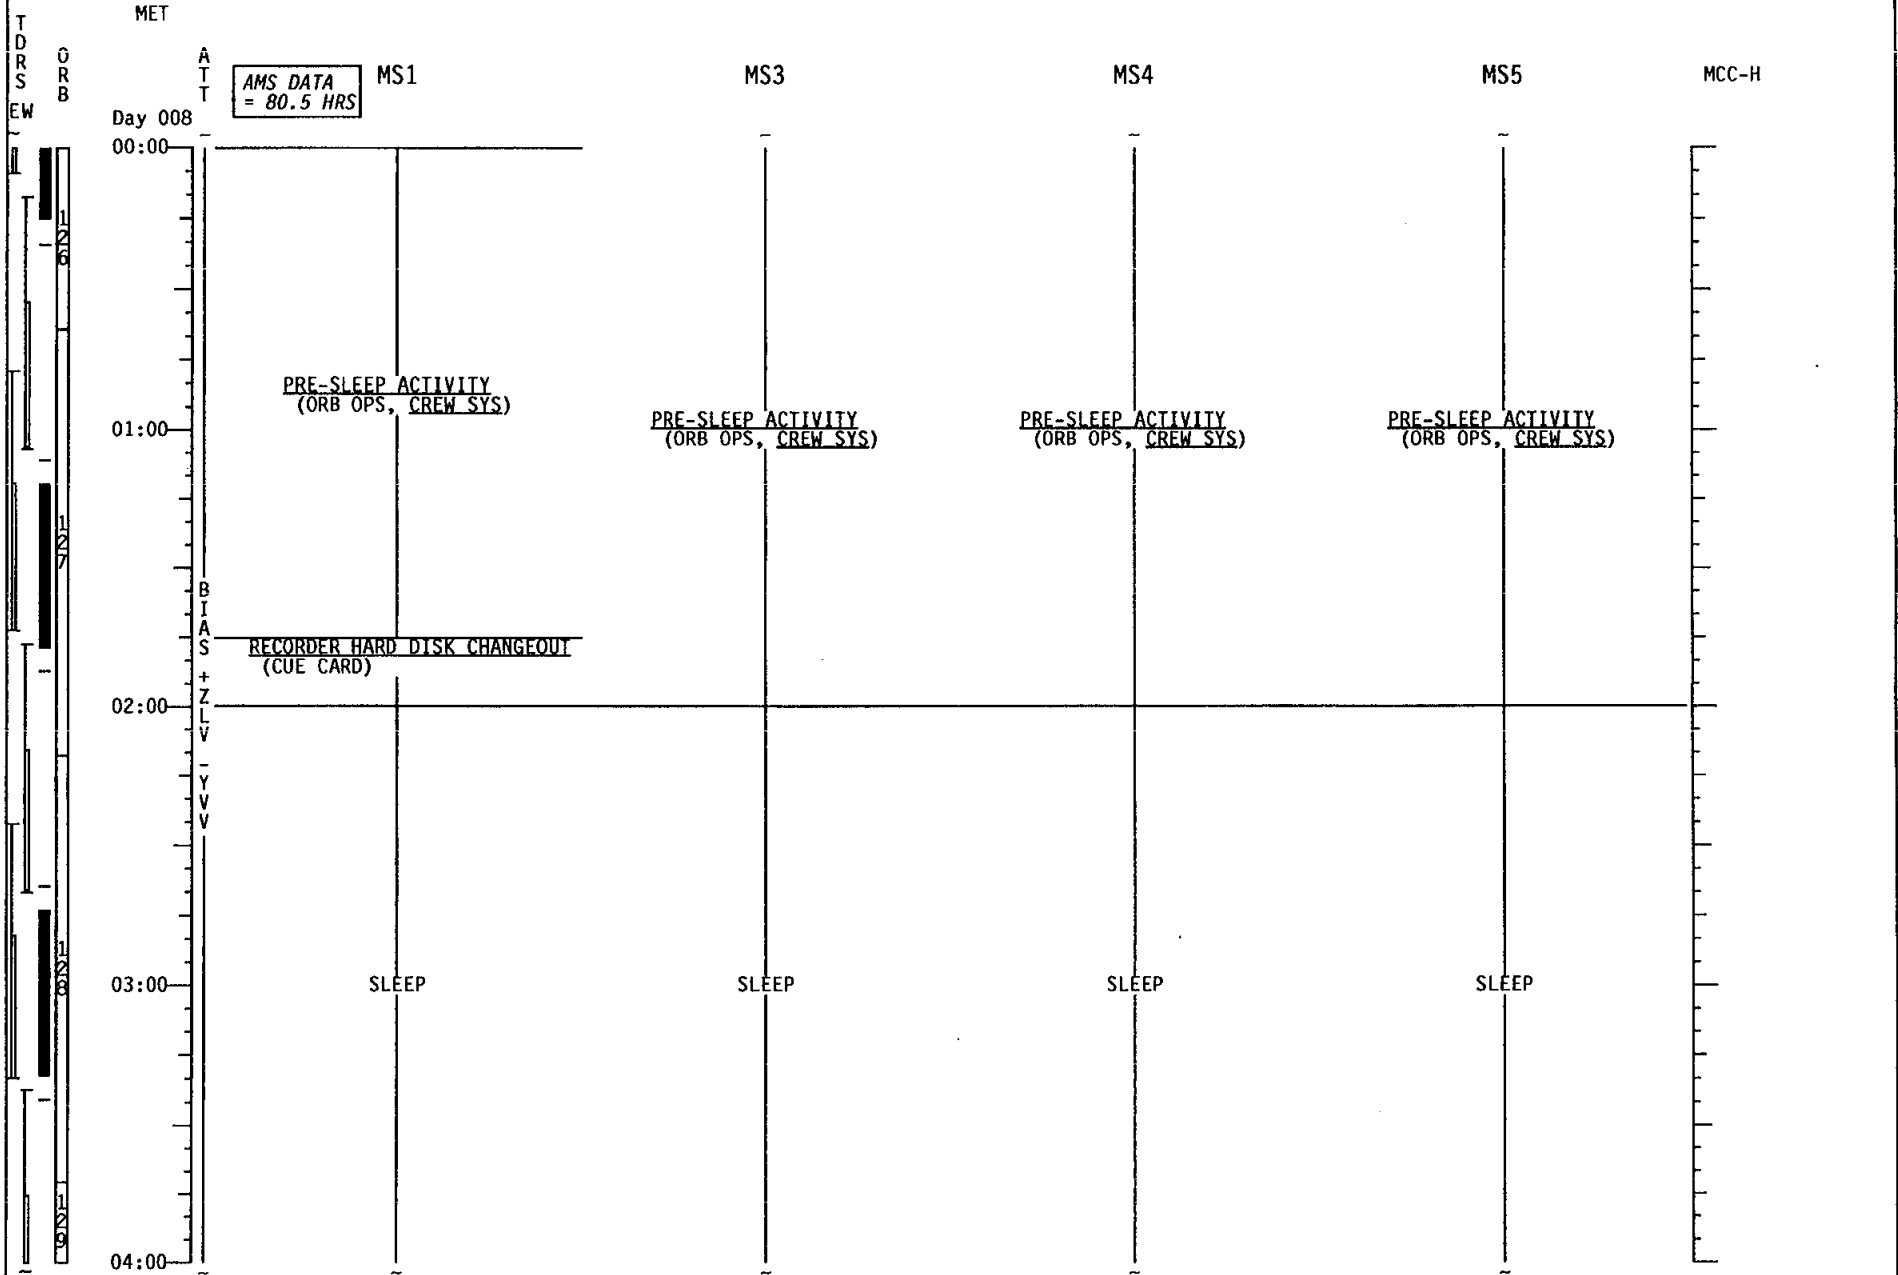 MET
TDRS
EW
ORB
ATT
AMS DATA
= 80.5 HRS
MS1
MS3
MS4
MS5
MCC-H
Day 008
00:00
126
PRE-SLEEP ACTIVITY
(ORB OPS, CREW SYS)
PRE-SLEEP ACTIVITY
(ORB OPS, CREW SYS)
PRE-SLEEP ACTIVITY
(ORB OPS, CREW SYS)
PRE-SLEEP ACTIVITY
(ORB OPS, CREW SYS)
01:00
127
BIAS +ZLV -YVV
RECORDER HARD DISK CHANGEOUT
(CUE CARD)
02:00
128
03:00
SLEEP
SLEEP
SLEEP
SLEEP
129
04:00